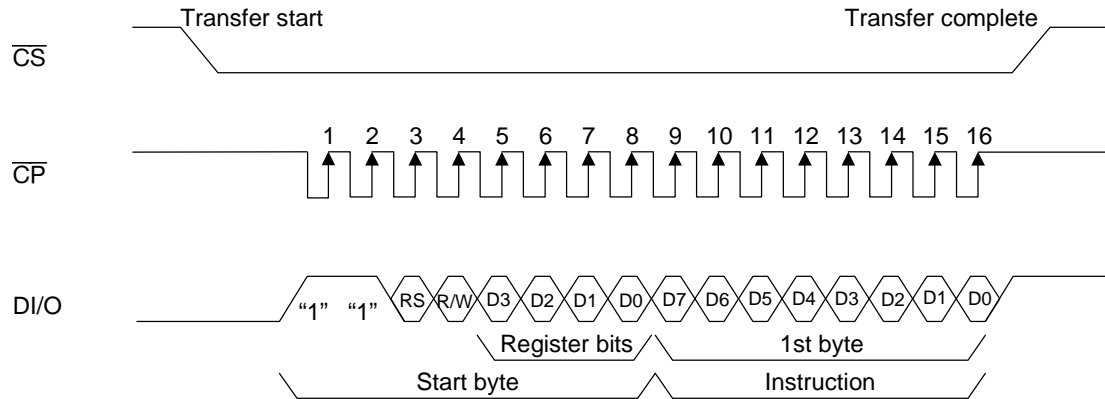 Transfer start Transfer complete
CS
1 2 3 4 5 6 7 8 9 10 11 12 13 14 15 16
CP
DI/O “1” “1” RS R/W D3 D2 D1 D0 D7 D6 D5 D4 D3 D2 D1 D0
Register bits 1st byte
Start byte Instruction